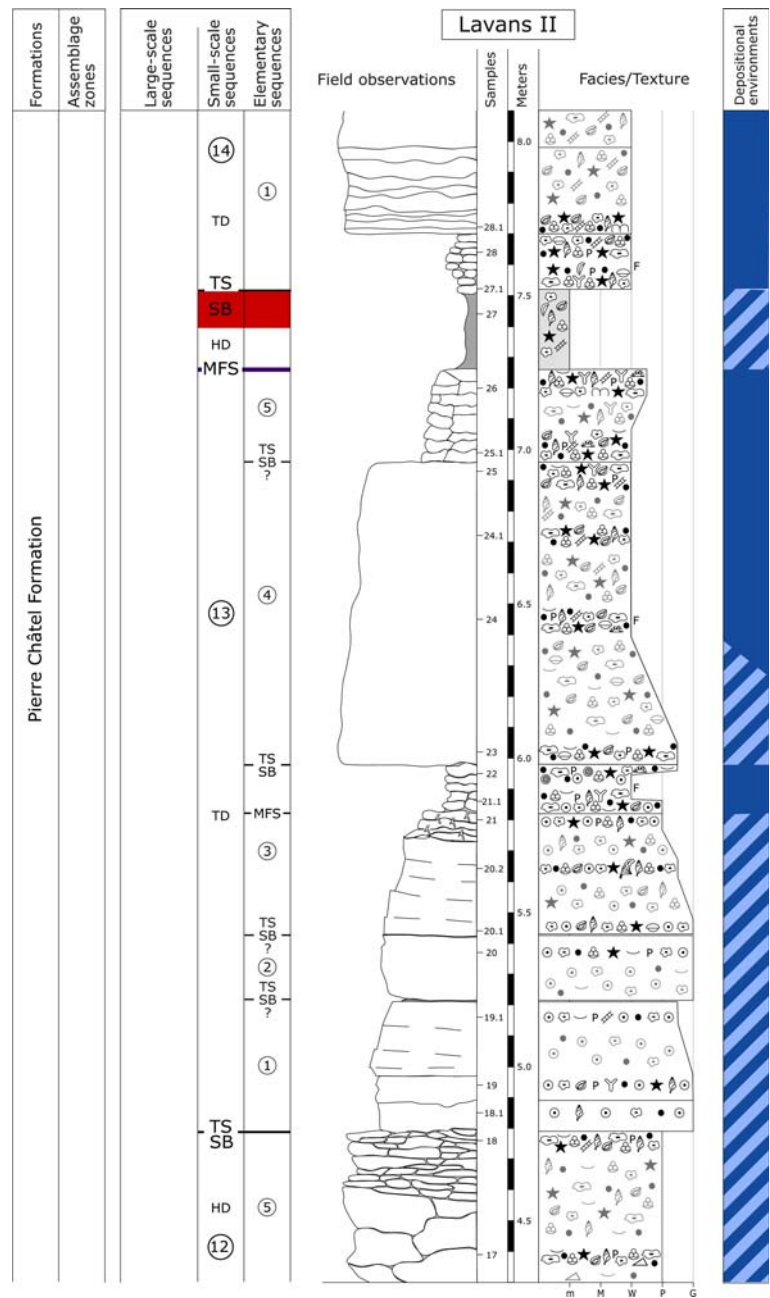 Lavans II
Formations
Assemblage
zones
Large-scale
sequences
Small-scale
sequences
Elementary
sequences
Field observations
Samples
Meters
Facies/Texture
Depositional
environments
Pierre Châtel Formation
14
TD
TS
SB
HD
MFS
13
TD
TS
SB
HD
12
1
5
TS
SB
?
4
TS
SB
MFS
3
TS
SB
?
2
TS
SB
?
1
5
28.1
28
27.1
27
26
25.1
25
24.1
24
23
22
21.1
21
20.2
20.1
20
19.1
19
18.1
18
17
8.0
7.5
7.0
6.5
6.0
5.5
5.0
4.5
P
P
F
P
P
P
P
F
P
P
F
P
P
P
P
P
P
P
m M W P G